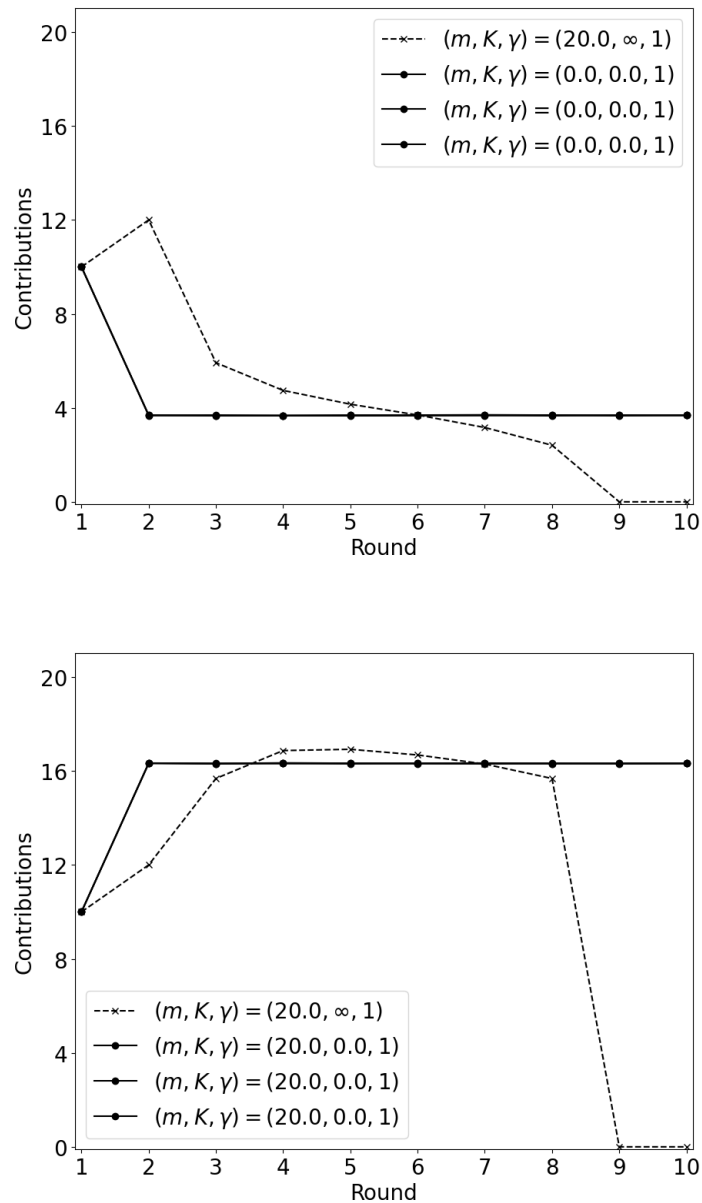 20
16
12
8
4
0
Contributions
(m, K, γ) = (20.0, ∞, 1)
(m, K, γ) = (0.0, 0.0, 1)
(m, K, γ) = (0.0, 0.0, 1)
(m, K, γ) = (0.0, 0.0, 1)
1 2 3 4 5 6 7 8 9 10
Round
20
16
12
8
4
0
Contributions
(m, K, γ) = (20.0, ∞, 1)
(m, K, γ) = (20.0, 0.0, 1)
(m, K, γ) = (20.0, 0.0, 1)
(m, K, γ) = (20.0, 0.0, 1)
1 2 3 4 5 6 7 8 9 10
Round